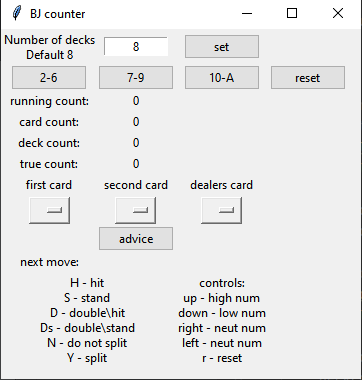 BJ counter
Number of decks
Default 8
8
set
2-6
7-9
10-A
reset
running count: 0
card count: 0
deck count: 0
true count: 0
first card
second card
dealers card
advice
next move:
H - hit
S - stand
D - double\hit
Ds - double\stand
N - do not split
Y - split
controls:
up - high num
down - low num
right - neut num
left - neut num
r - reset